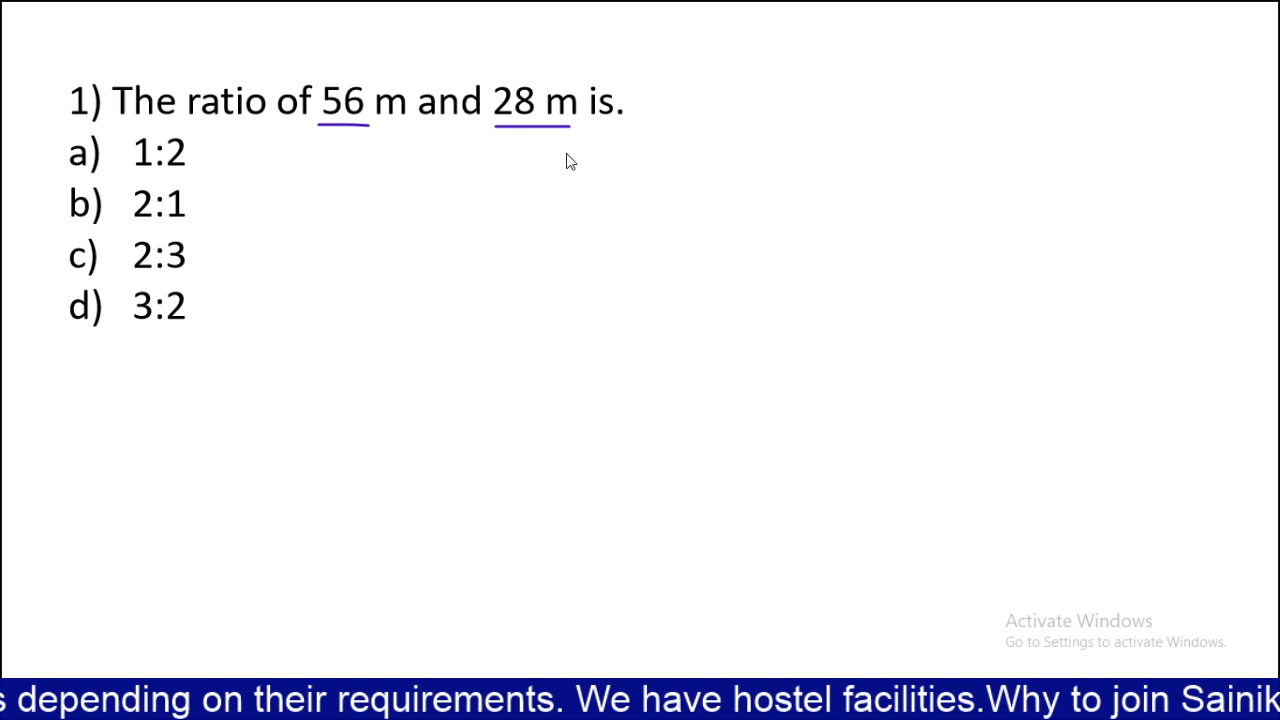 1) The ratio of 56 m and 28 m is.
a) 1:2
b) 2:1
c) 2:3
d) 3:2
Activate Windows
Go to Settings to activate Windows.
s depending on their requirements. We have hostel facilities.Why to join Sainik